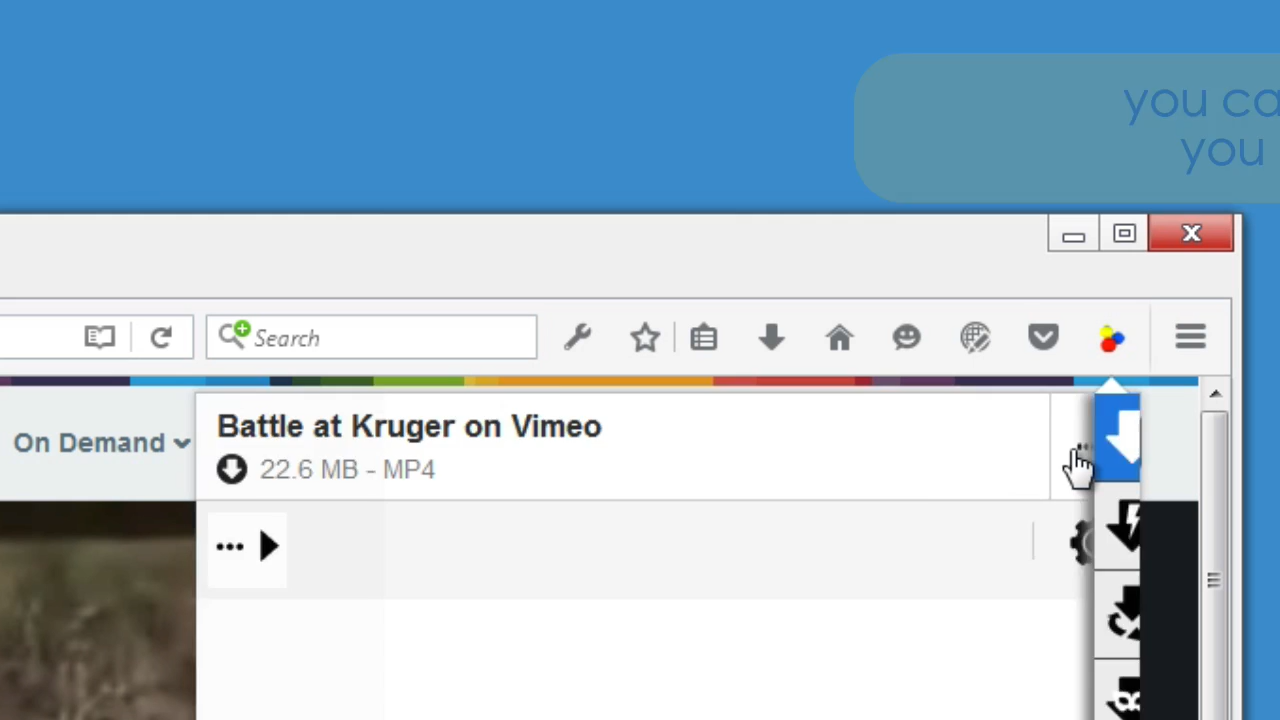 you ca
you
Search
On Demand
Battle at Kruger on Vimeo
22.6 MB - MP4